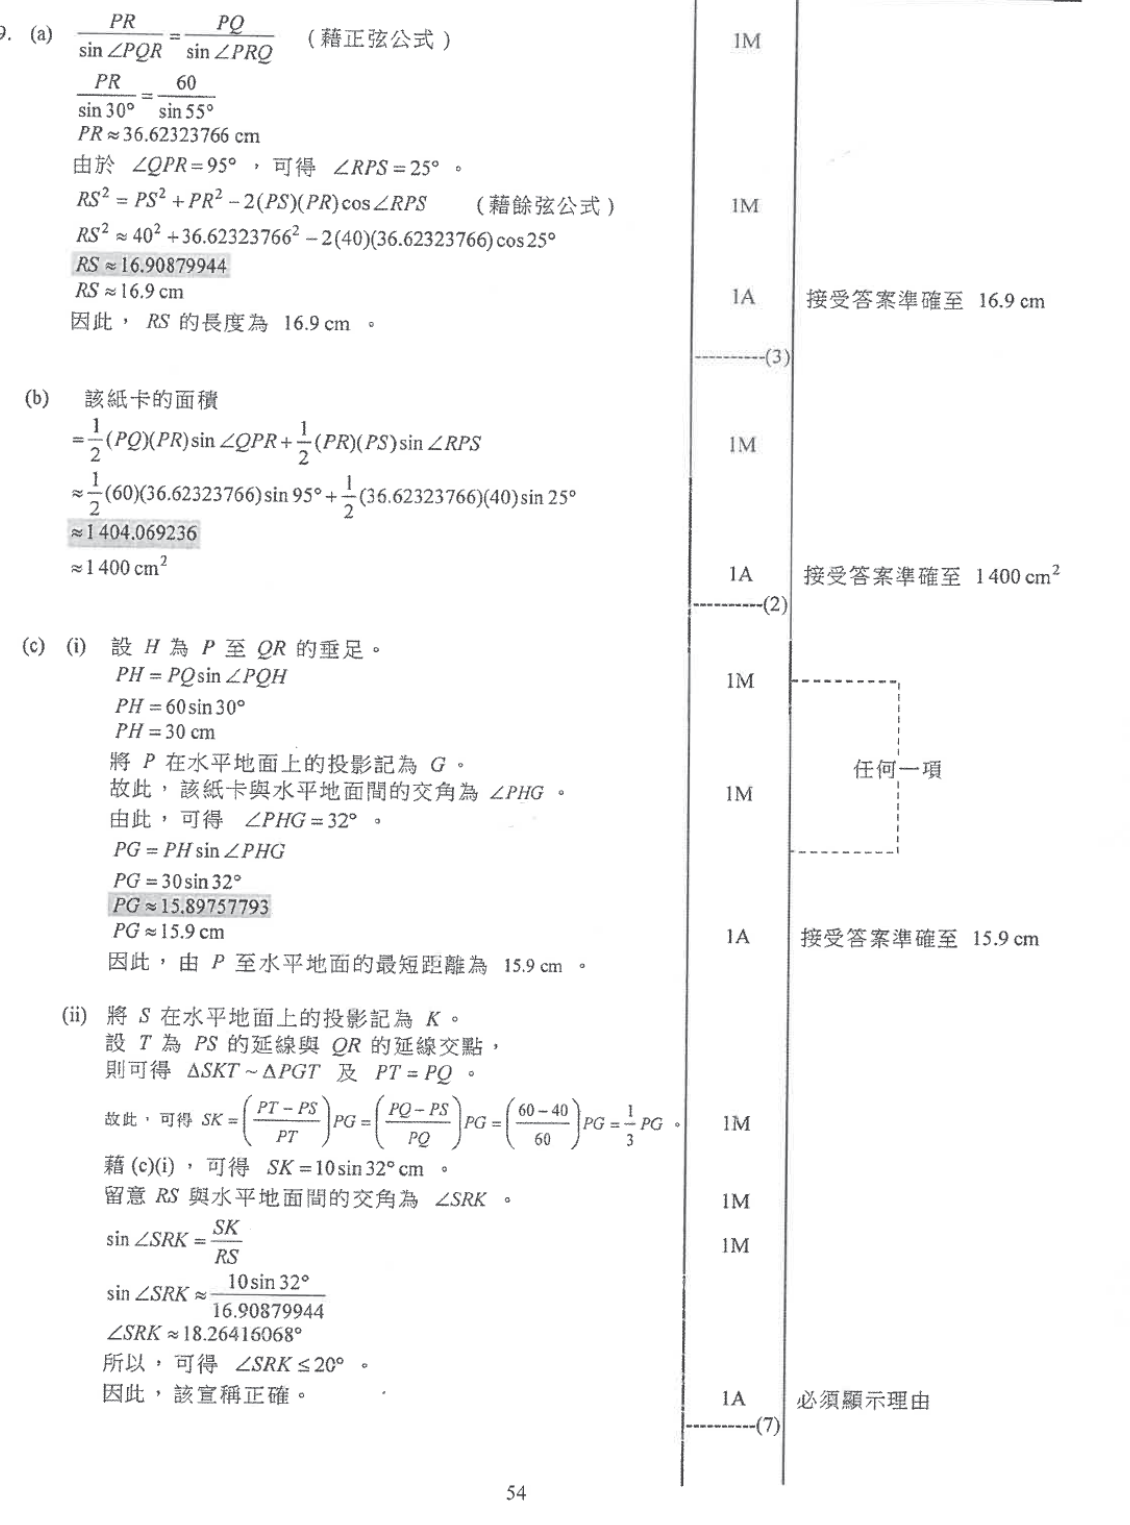 9. (a) PR / sin ∠PQR = PQ / sin ∠PRQ (藉正弦公式) 1M
PR / sin 30° = 60 / sin 55°
PR ≈ 36.62323766 cm
由於 ∠QPR = 95° ,可得 ∠RPS = 25° 。
RS² = PS² + PR² − 2(PS)(PR) cos ∠RPS (藉餘弦公式) 1M
RS² ≈ 40² + 36.62323766² − 2(40)(36.62323766) cos 25°
RS ≈ 16.90879944
RS ≈ 16.9 cm 1A 接受答案準確至 16.9 cm
因此, RS 的長度為 16.9 cm 。
----------(3)
(b) 該紙卡的面積
= 1/2 (PQ)(PR) sin ∠QPR + 1/2 (PR)(PS) sin ∠RPS 1M
≈ 1/2 (60)(36.62323766) sin 95° + 1/2 (36.62323766)(40) sin 25°
≈ 1 404.069236
≈ 1 400 cm² 1A 接受答案準確至 1 400 cm²
----------(2)
(c) (i) 設 H 為 P 至 QR 的垂足。
PH = PQ sin ∠PQH 1M
PH = 60 sin 30°
PH = 30 cm
將 P 在水平地面上的投影記為 G 。 任何一項
故此,該紙卡與水平地面間的交角為 ∠PHG 。 1M
由此,可得 ∠PHG = 32° 。
PG = PH sin ∠PHG
PG = 30 sin 32°
PG ≈ 15.89757793
PG ≈ 15.9 cm 1A 接受答案準確至 15.9 cm
因此,由 P 至水平地面的最短距離為 15.9 cm 。
(ii) 將 S 在水平地面上的投影記為 K 。
設 T 為 PS 的延線與 QR 的延線交點,
則可得 ΔSKT ~ ΔPGT 及 PT = PQ 。
故此,可得 SK = ((PT − PS) / PT) PG = ((PQ − PS) / PQ) PG = ((60 − 40) / 60) PG = 1/3 PG 。 1M
藉 (c)(i) ,可得 SK = 10 sin 32° cm 。
留意 RS 與水平地面間的交角為 ∠SRK 。 1M
sin ∠SRK = SK / RS 1M
sin ∠SRK ≈ 10 sin 32° / 16.90879944
∠SRK ≈ 18.26416068°
所以,可得 ∠SRK ≤ 20° 。
因此,該宣稱正確。 1A 必須顯示理由
----------(7)
54